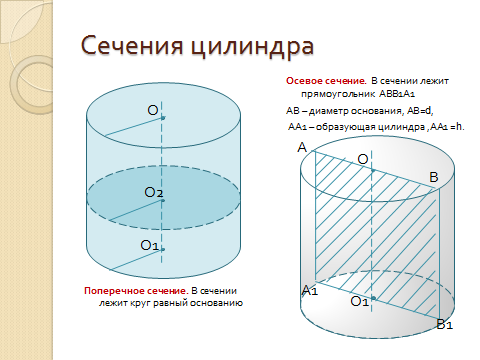 Сечения цилиндра
Осевое сечение. В сечении лежит
прямоугольник ABB1A1
AB – диаметр основания, AB=d,
AA1 – образующая цилиндра ,AA1 =h.
O
O2
O1
Поперечное сечение. В сечении
лежит круг равный основанию
A
O
B
A1
O1
B1